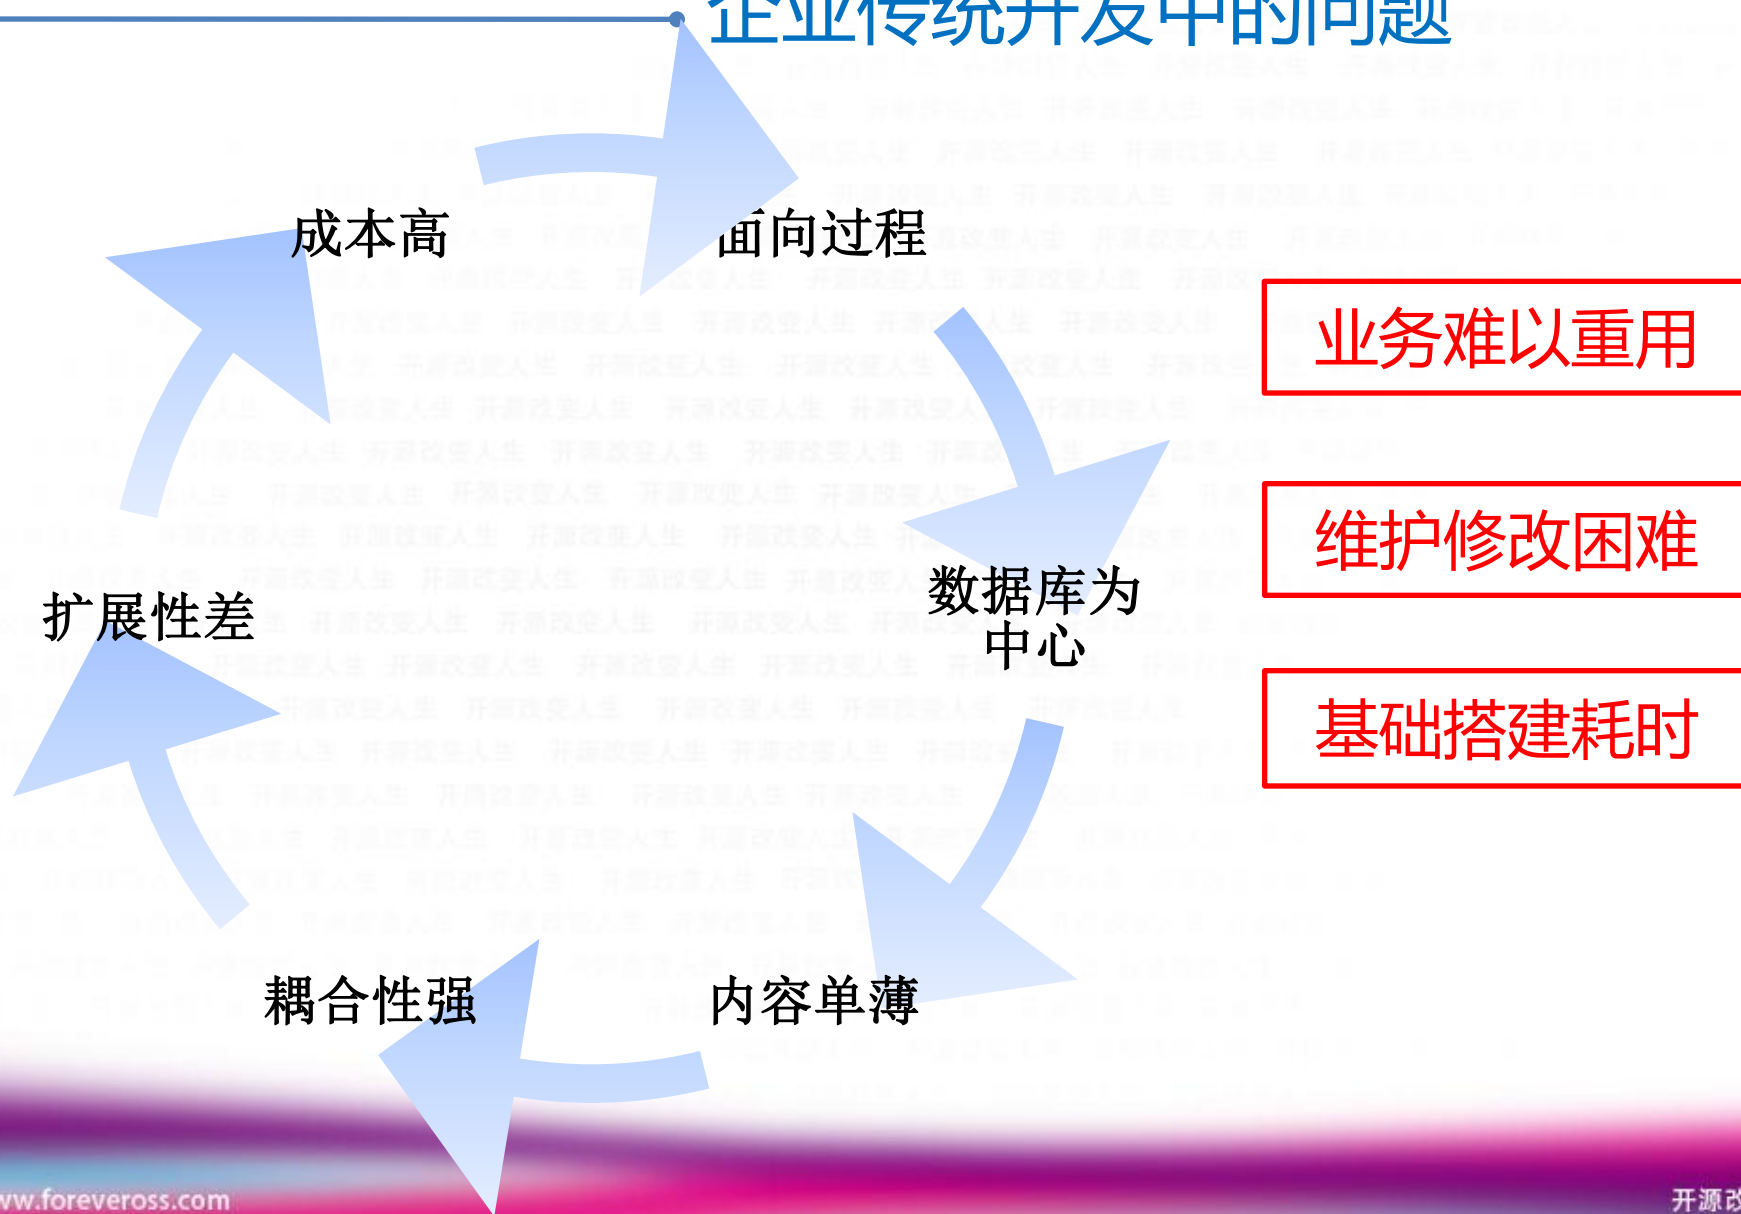 企业传统开发中的问题
成本高
面向过程
业务难以重用
维护修改困难
扩展性差
数据库为
中心
基础搭建耗时
耦合性强
内容单薄
ww.foreveross.com
开源改